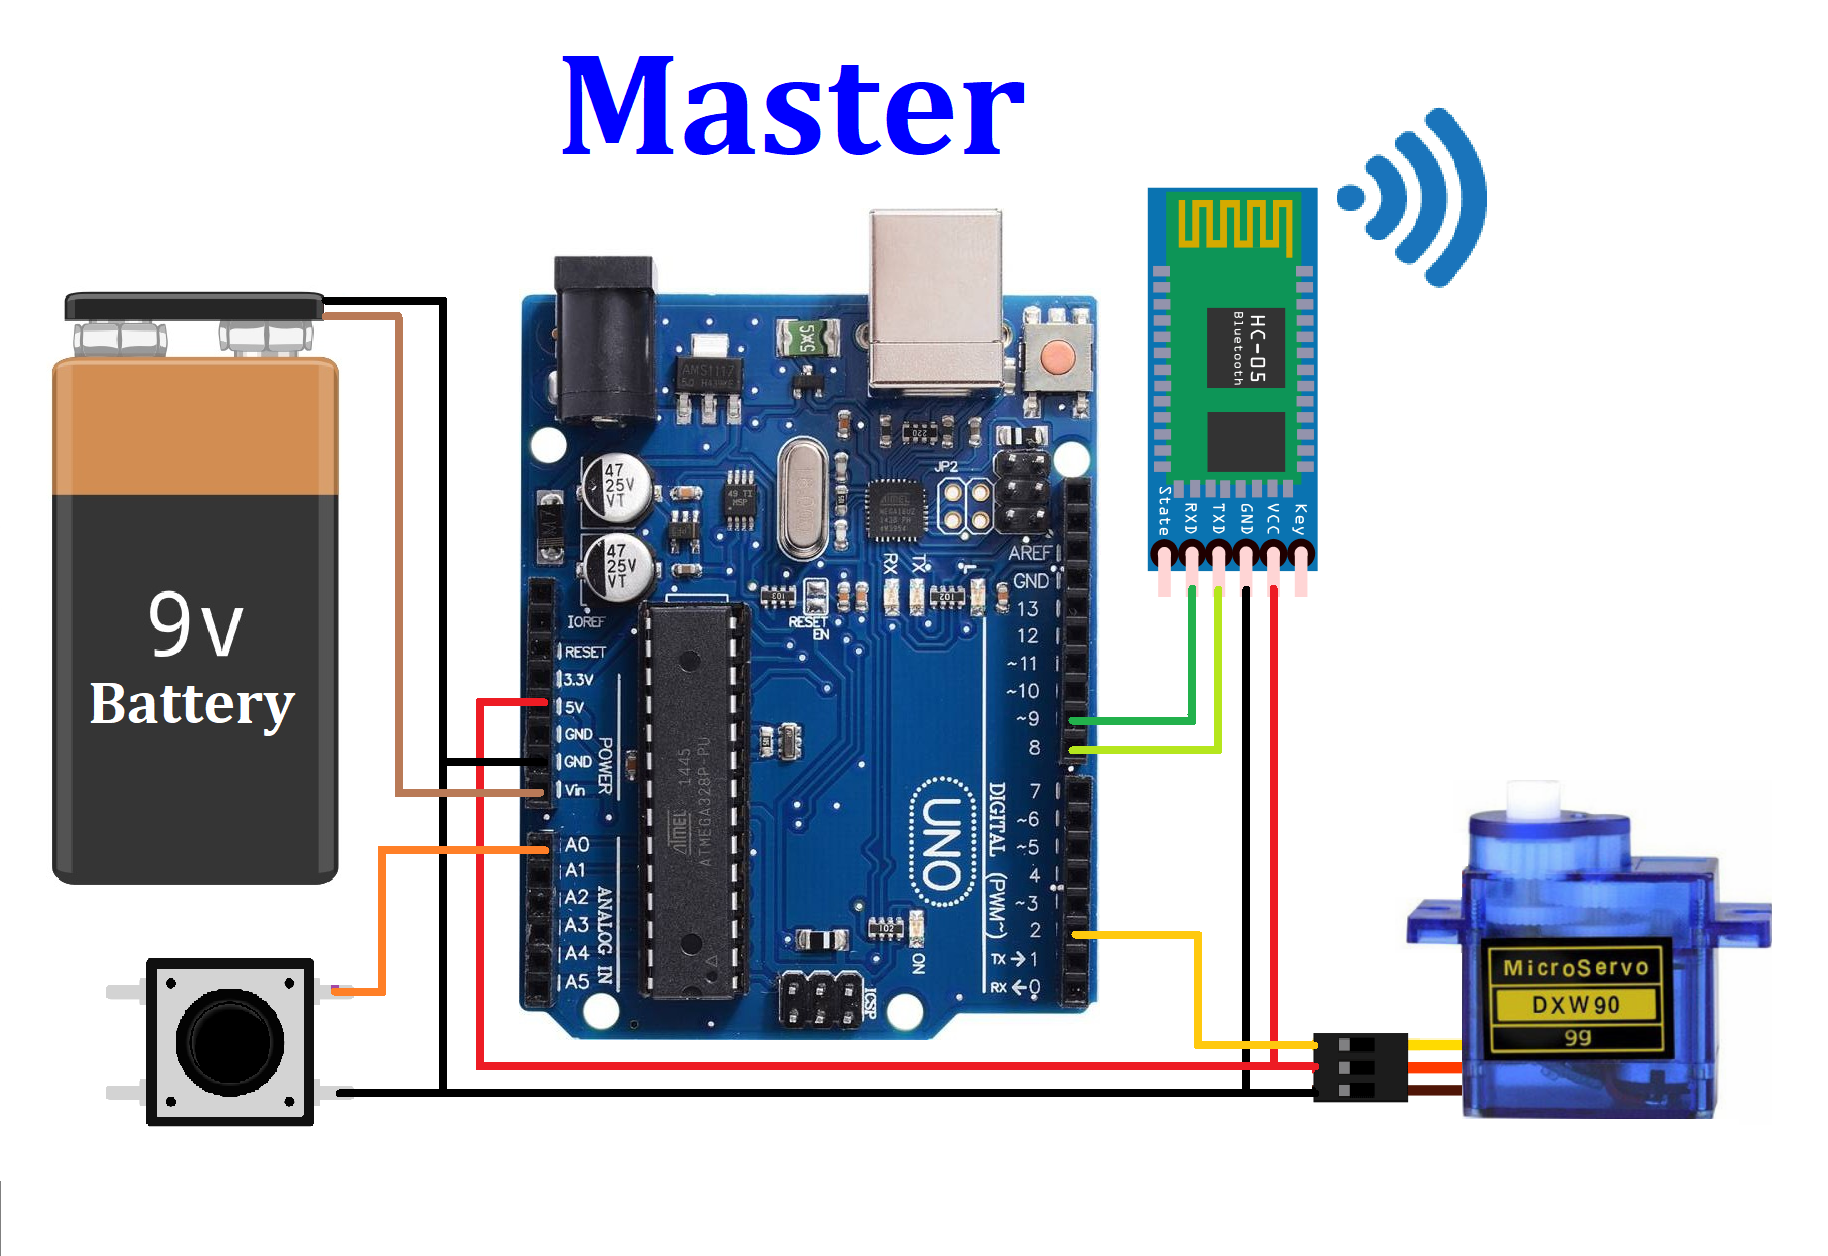 Master
9v
Battery
AMS1117
5.0
47
25V
VT
47
25V
VT
JP2
RX
TX
L
RESET
EN
AREF
GND
13
12
~11
~10
~9
8
7
~6
~5
4
~3
2
TX→1
RX←0
DIGITAL (PWM~)
UNO
ON
ICSP
IOREF
RESET
3.3V
5V
GND
GND
Vin
POWER
A0
A1
A2
A3
A4
A5
ANALOG IN
ATMEL 1445
ATMEGA328P-PU
HC-05
Bluetooth
State
RXD
TXD
GND
VCC
Key
MicroServo
DXW90
9g